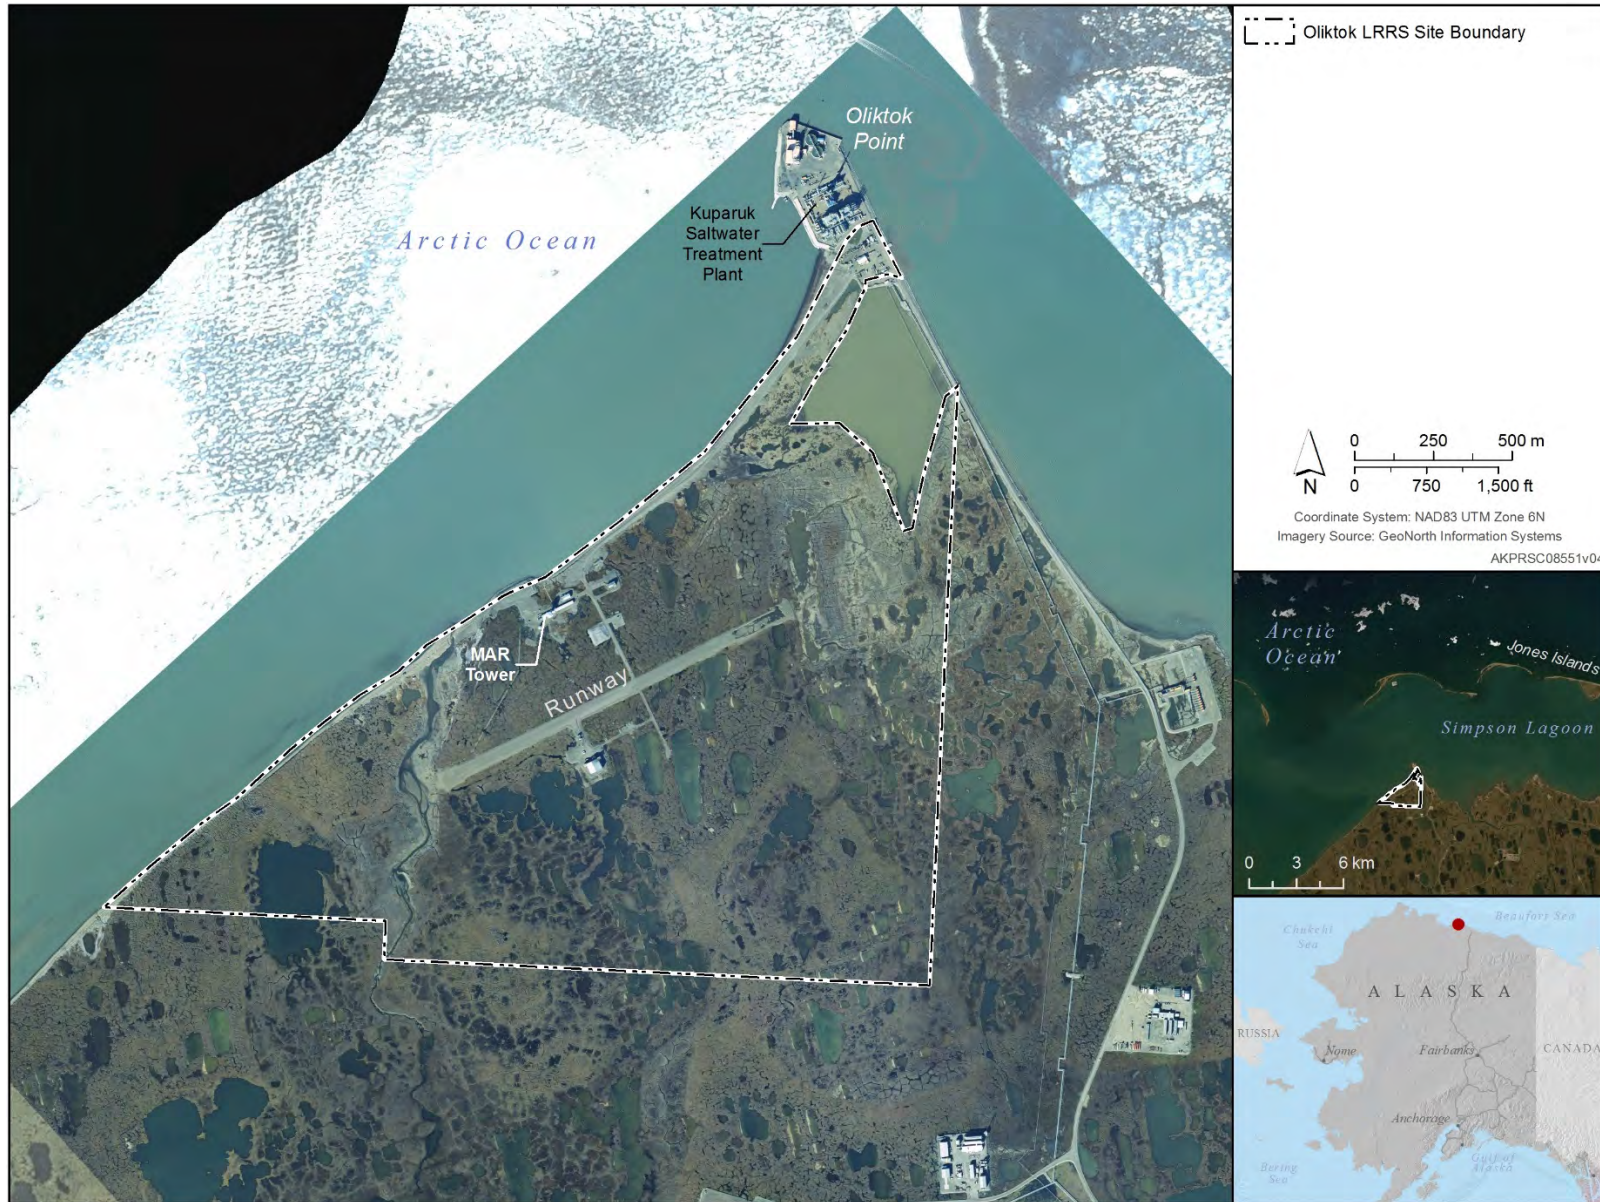 Oliktok
Point
Kuparuk
Saltwater
Treatment
Plant
Arctic Ocean
MAR
Tower
Runway
Oliktok LRRS Site Boundary
N
0 250 500 m
0 750 1,500 ft
Coordinate System: NAD83 UTM Zone 6N
Imagery Source: GeoNorth Information Systems
AKPRSC08551v04
Arctic
Ocean
Jones Islands
Simpson Lagoon
0 3 6 km
Chukchi
Sea
Beaufort Sea
ALASKA
RUSSIA
Nome
Fairbanks
CANADA
Anchorage
Bering
Sea
Gulf of
Alaska